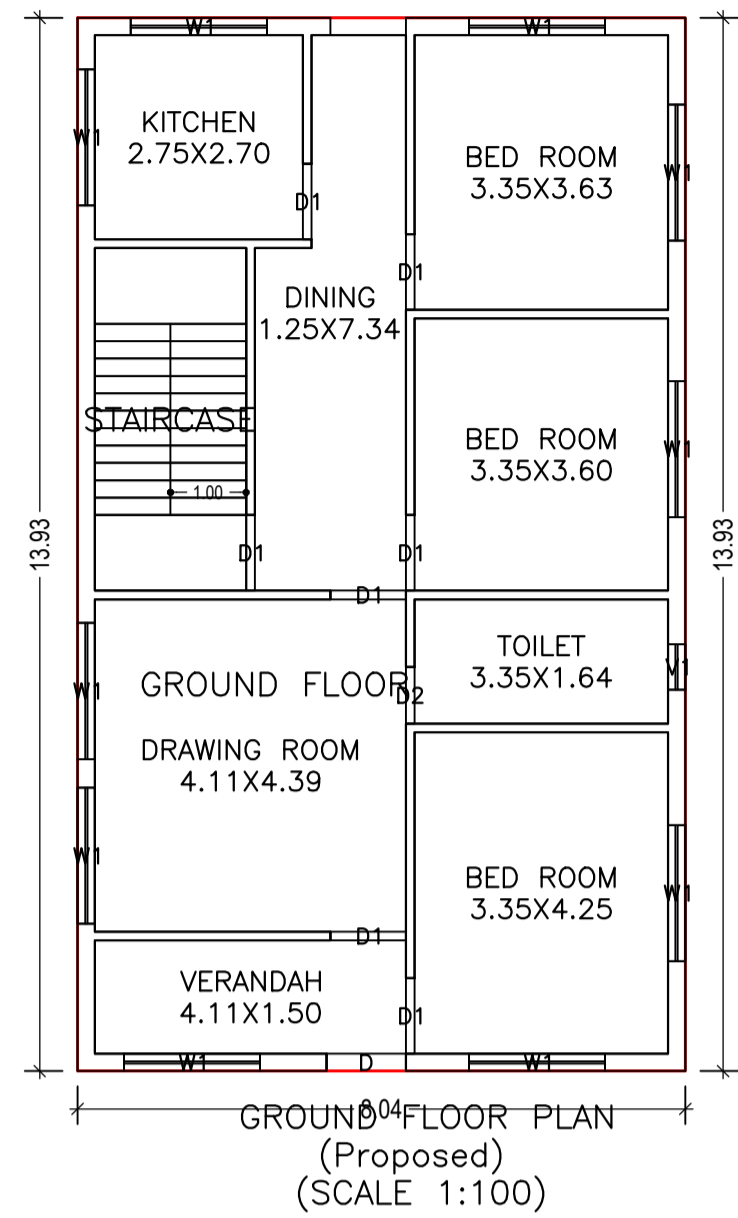 W1
W1
KITCHEN
2.75X2.70
W1
BED ROOM
3.35X3.63
W1
D1
D1
DINING
1.25X7.34
STAIRCASE
BED ROOM
3.35X3.60
W1
1.00
13.93
13.93
D1
D1
D1
TOILET
3.35X1.64
V1
GROUND FLOOR
W1
D2
DRAWING ROOM
4.11X4.39
W1
BED ROOM
3.35X4.25
W1
D1
VERANDAH
4.11X1.50
D1
W1
D
W1
8.04
GROUND FLOOR PLAN
(Proposed)
(SCALE 1:100)